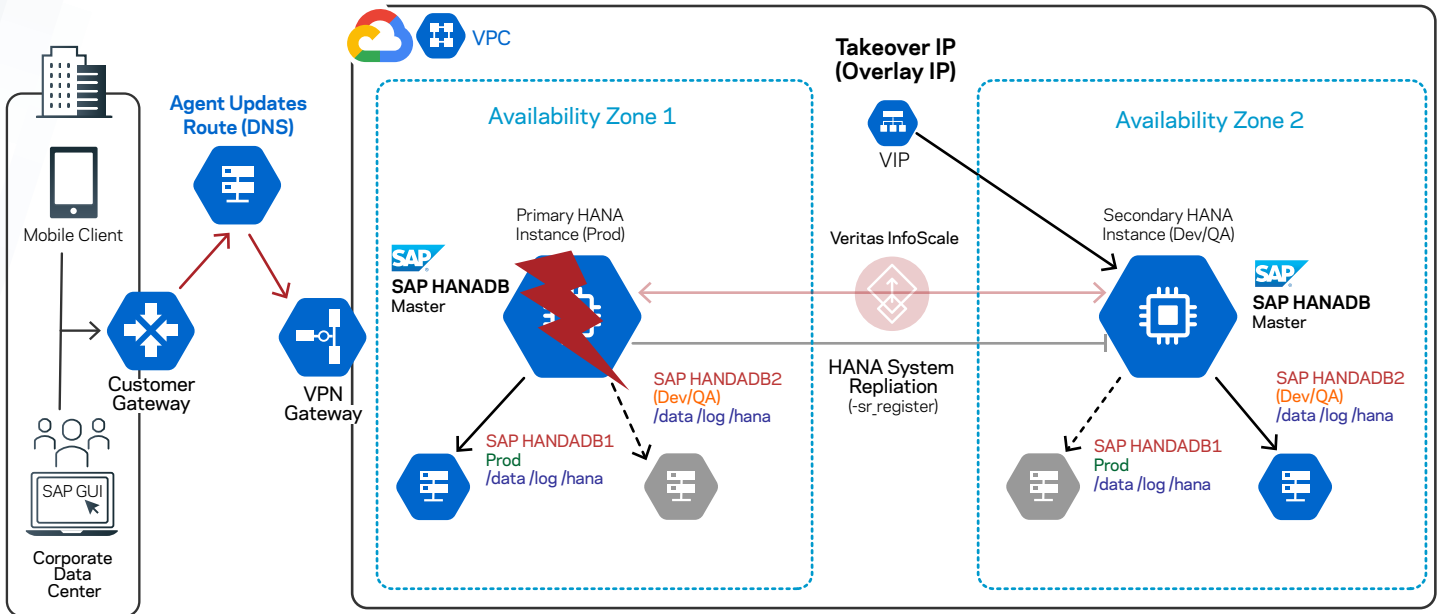 VPC
Takeover IP
(Overlay IP)
Agent Updates
Route (DNS)
Availability Zone 1
Availability Zone 2
VIP
Mobile Client
Primary HANA
Instance (Prod)
Veritas InfoScale
Secondary HANA
Instance (Dev/QA)
SAP
SAP HANADB
Master
SAP
SAP HANADB
Master
Customer
Gateway
VPN
Gateway
HANA System
Repliation
(-sr_register)
SAP HANDADB2
(Dev/QA)
/data /log /hana
SAP HANDADB2
(Dev/QA)
/data /log /hana
SAP HANDADB1
Prod
/data /log /hana
SAP HANDADB1
Prod
/data /log /hana
SAP GUI
Corporate
Data
Center